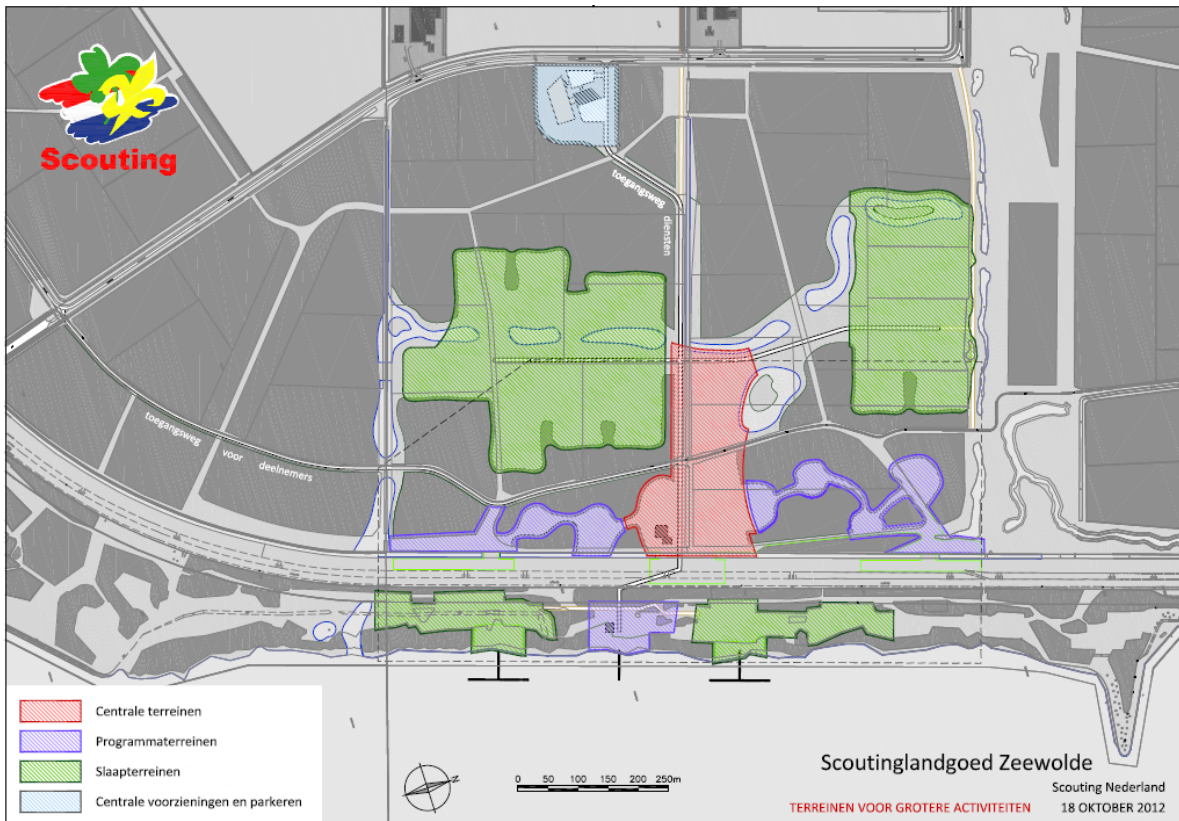 Scouting
toegangsweg
diensten
toegangsweg
voor
deelnemers
Centrale terreinen
Programmaterreinen
Slaapterreinen
Centrale voorzieningen en parkeren
N
0 50 100 150 200 250m
Scoutinglandgoed Zeewolde
Scouting Nederland
TERREINEN VOOR GROTERE ACTIVITEITEN 18 OKTOBER 2012